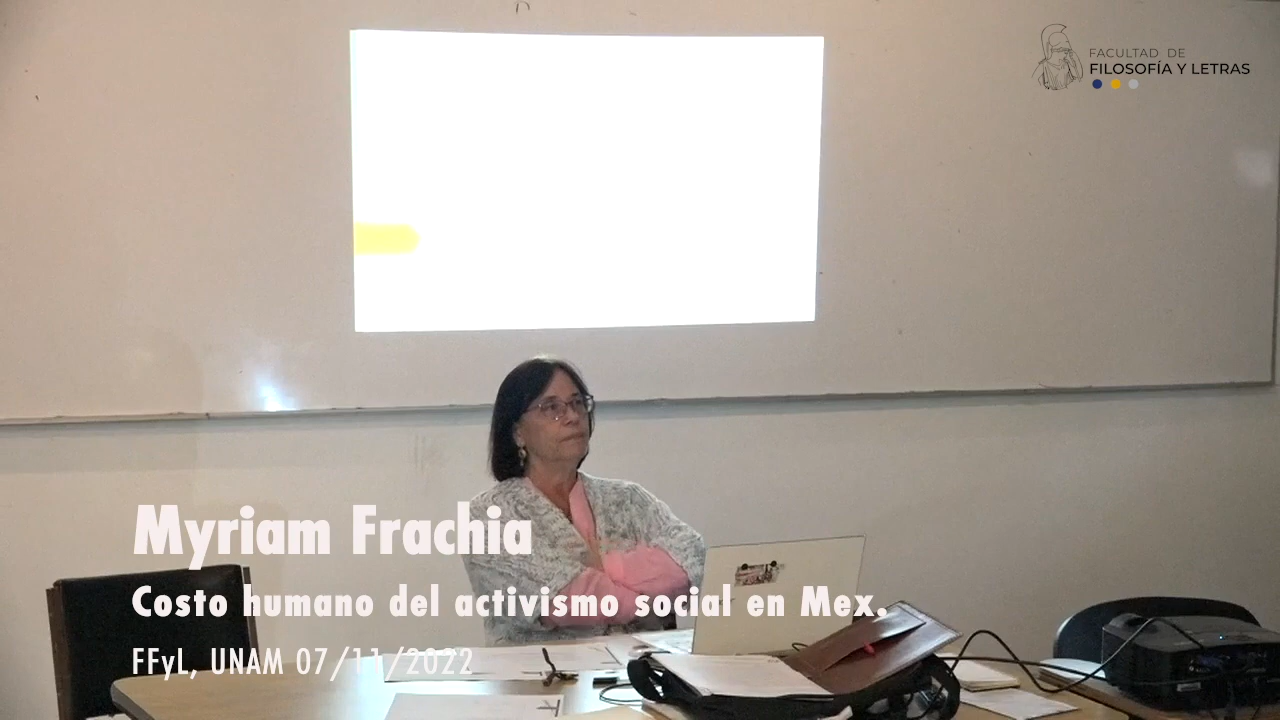 FACULTAD DE
FILOSOFÍA Y LETRAS
Myriam Frachia
Costo humano del activismo social en Mex.
FFyL, UNAM 07/11/2022